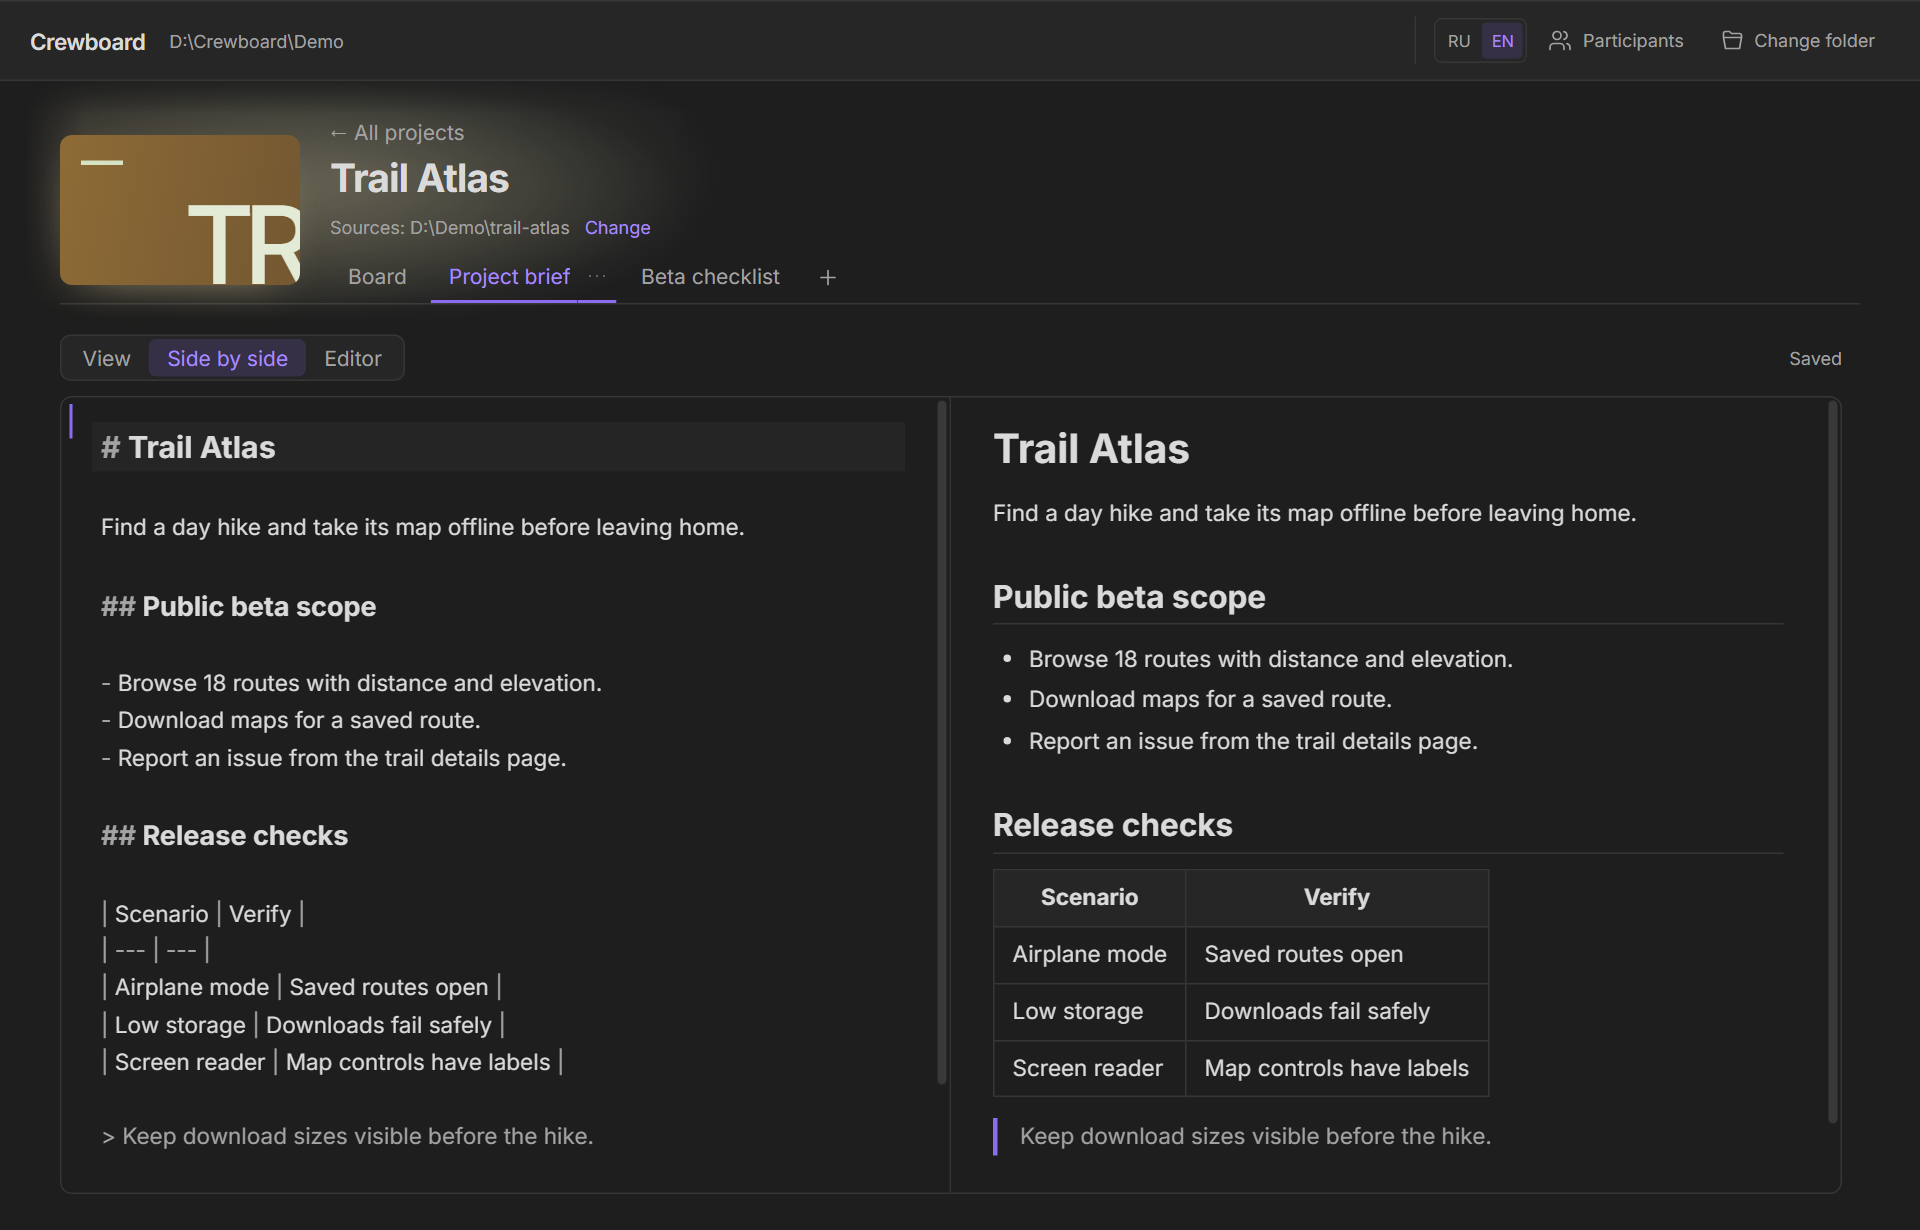 Crewboard D:\Crewboard\Demo RU EN Participants Change folder
← All projects
TR
Trail Atlas
Sources: D:\Demo\trail-atlas Change
Board Project brief ··· Beta checklist +
View Side by side Editor Saved
# Trail Atlas
Find a day hike and take its map offline before leaving home.
## Public beta scope
- Browse 18 routes with distance and elevation.
- Download maps for a saved route.
- Report an issue from the trail details page.
## Release checks
| Scenario | Verify |
| --- | --- |
| Airplane mode | Saved routes open |
| Low storage | Downloads fail safely |
| Screen reader | Map controls have labels |
> Keep download sizes visible before the hike.
Trail Atlas
Find a day hike and take its map offline before leaving home.
Public beta scope
• Browse 18 routes with distance and elevation.
• Download maps for a saved route.
• Report an issue from the trail details page.
Release checks
Scenario Verify
Airplane mode Saved routes open
Low storage Downloads fail safely
Screen reader Map controls have labels
Keep download sizes visible before the hike.